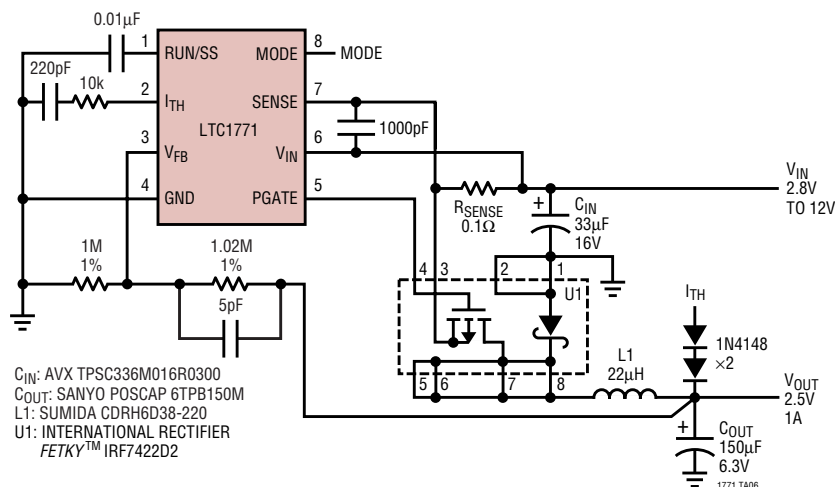 0.01µF
1
RUN/SS
MODE
8
MODE
220pF
10k
2
ITH
SENSE
7
LTC1771
1000pF
3
VFB
VIN
6
4
GND
PGATE
5
VIN
2.8V
TO 12V
RSENSE
0.1Ω
+
CIN
33µF
16V
1M
1%
1.02M
1%
5pF
4
3
2
1
U1
ITH
1N4148
×2
L1
22µH
5
6
7
8
VOUT
2.5V
1A
+
COUT
150µF
6.3V
CIN: AVX TPSC336M016R0300
COUT: SANYO POSCAP 6TPB150M
L1: SUMIDA CDRH6D38-220
U1: INTERNATIONAL RECTIFIER
FETKY™ IRF7422D2
1771 TA06